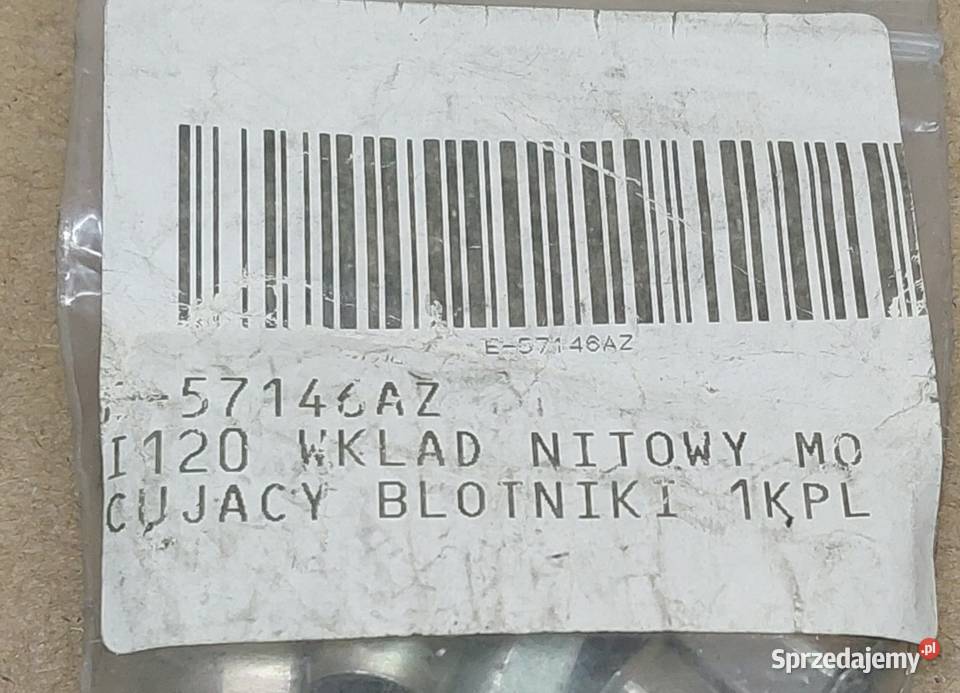 E-57146AZ
-57146AZ
I120 WKLAD NITOWY MO
CUJACY BLOTNIKI 1KPL
Sprzedajemy.pl